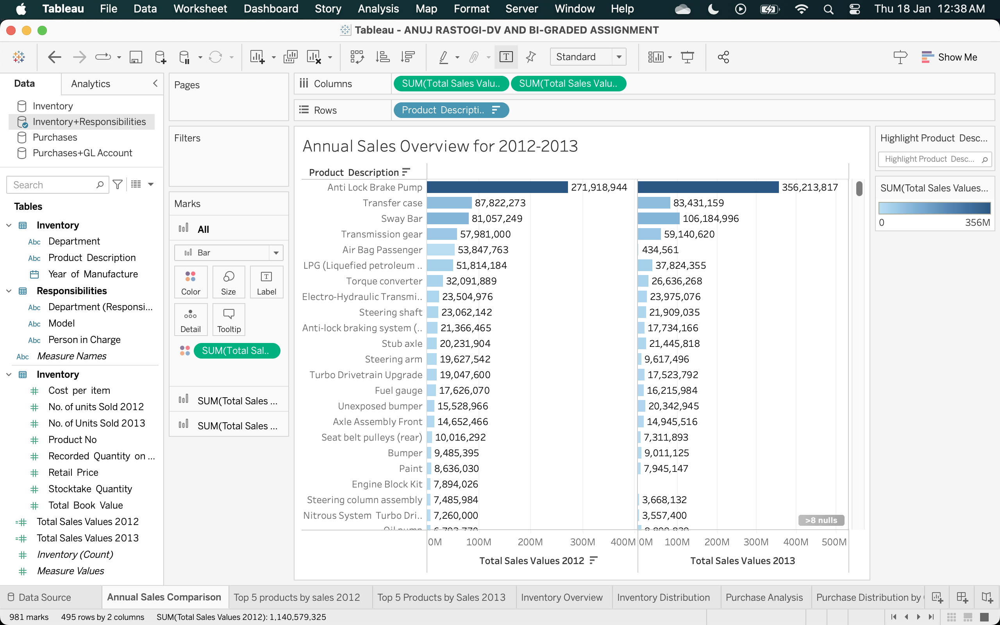 Tableau File Data Worksheet Dashboard Story Analysis Map Format Server Window Help Thu 18 Jan 12:38 AM
Tableau - ANUJ RASTOGI-DV AND BI-GRADED ASSIGNMENT
Standard
Show Me
Data Analytics
Inventory
Inventory+Responsibilities
Purchases
Purchases+GL Account
Search
Tables
Inventory
Abc Department
Abc Product Description
Year of Manufacture
Responsibilities
Abc Department (Responsi...
Abc Model
Abc Person in Charge
Abc Measure Names
Inventory
Cost per item
No. of units Sold 2012
No. of Units Sold 2013
Product No
Recorded Quantity on ...
Retail Price
Stocktake Quantity
Total Book Value
Total Sales Values 2012
Total Sales Values 2013
Inventory (Count)
Measure Values
Pages
Filters
Marks
All
Bar
Color Size Label
Detail Tooltip
SUM(Total Sal..
SUM(Total Sales ...
SUM(Total Sales ...
Columns SUM(Total Sales Valu.. SUM(Total Sales Valu..
Rows Product Descripti..
Annual Sales Overview for 2012-2013
Product Description
Anti Lock Brake Pump 271,918,944 356,213,817
Transfer case 87,822,273 83,431,159
Sway Bar 81,057,249 106,184,996
Transmission gear 57,981,000 59,140,620
Air Bag Passenger 53,847,763 434,561
LPG (Liquefied petroleum .. 51,814,184 37,824,355
Torque converter 32,091,889 26,636,268
Electro-Hydraulic Transmi.. 23,504,976 23,975,076
Steering shaft 23,062,142 21,909,035
Anti-lock braking system (.. 21,366,465 17,734,166
Stub axle 20,231,904 21,445,818
Steering arm 19,627,542 9,617,496
Turbo Drivetrain Upgrade 19,047,600 17,523,792
Fuel gauge 17,626,070 16,215,984
Unexposed bumper 15,528,966 20,342,945
Axle Assembly Front 14,652,466 14,945,516
Seat belt pulleys (rear) 10,016,292 7,311,893
Bumper 9,485,395 9,011,125
Paint 8,636,030 7,945,147
Engine Block Kit 7,894,026
Steering column assembly 7,485,984 3,668,132
Nitrous System Turbo Dri.. 7,260,000 3,557,400
>8 nulls
Oil pump
0M 100M 200M 300M 400M 0M 100M 200M 300M 400M 500M
Total Sales Values 2012 Total Sales Values 2013
Highlight Product Desc...
Highlight Product Desc...
SUM(Total Sales Values...
0 356M
Data Source Annual Sales Comparison Top 5 products by sales 2012 Top 5 Products by Sales 2013 Inventory Overview Inventory Distribution Purchase Analysis Purchase Distribution by
981 marks 495 rows by 2 columns SUM(Total Sales Values 2012): 1,140,579,325